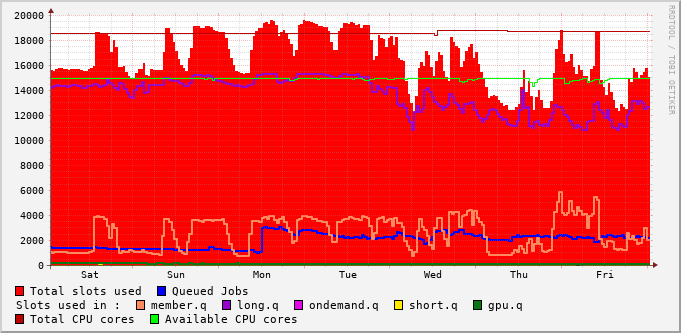 20000
18000
16000
14000
12000
10000
8000
6000
4000
2000
0
Sat Sun Mon Tue Wed Thu Fri
RRDTOOL / TOBI OETIKER
Total slots used Queued Jobs
Slots used in : member.q long.q ondemand.q short.q gpu.q
Total CPU cores Available CPU cores